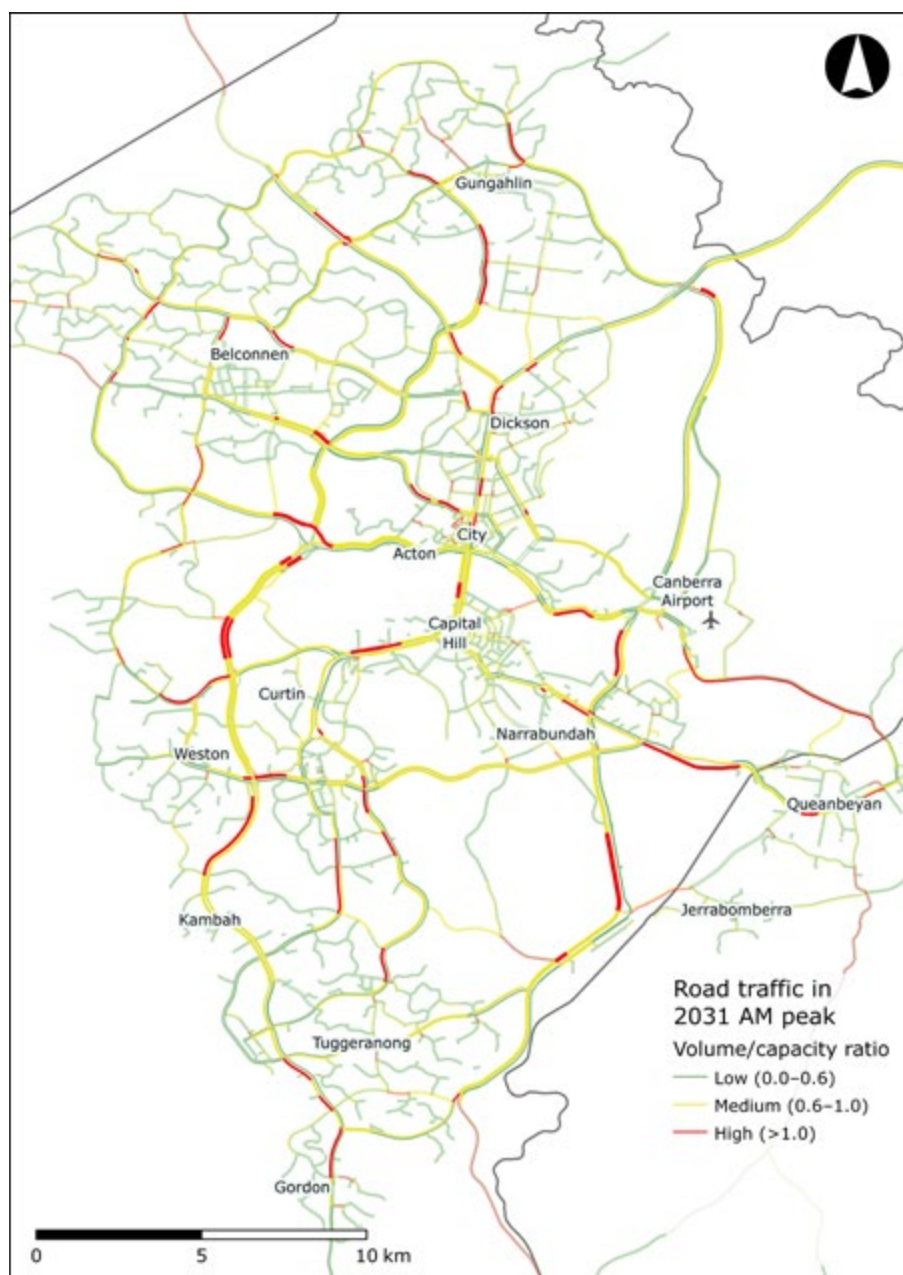 Gungahlin
Belconnen
Dickson
City
Acton
Canberra
Airport
Capital
Hill
Curtin
Narrabundah
Weston
Queanbeyan
Kambah
Jerrabomberra
Tuggeranong
Gordon
Road traffic in
2031 AM peak
Volume/capacity ratio
Low (0.0–0.6)
Medium (0.6–1.0)
High (>1.0)
0 5 10 km